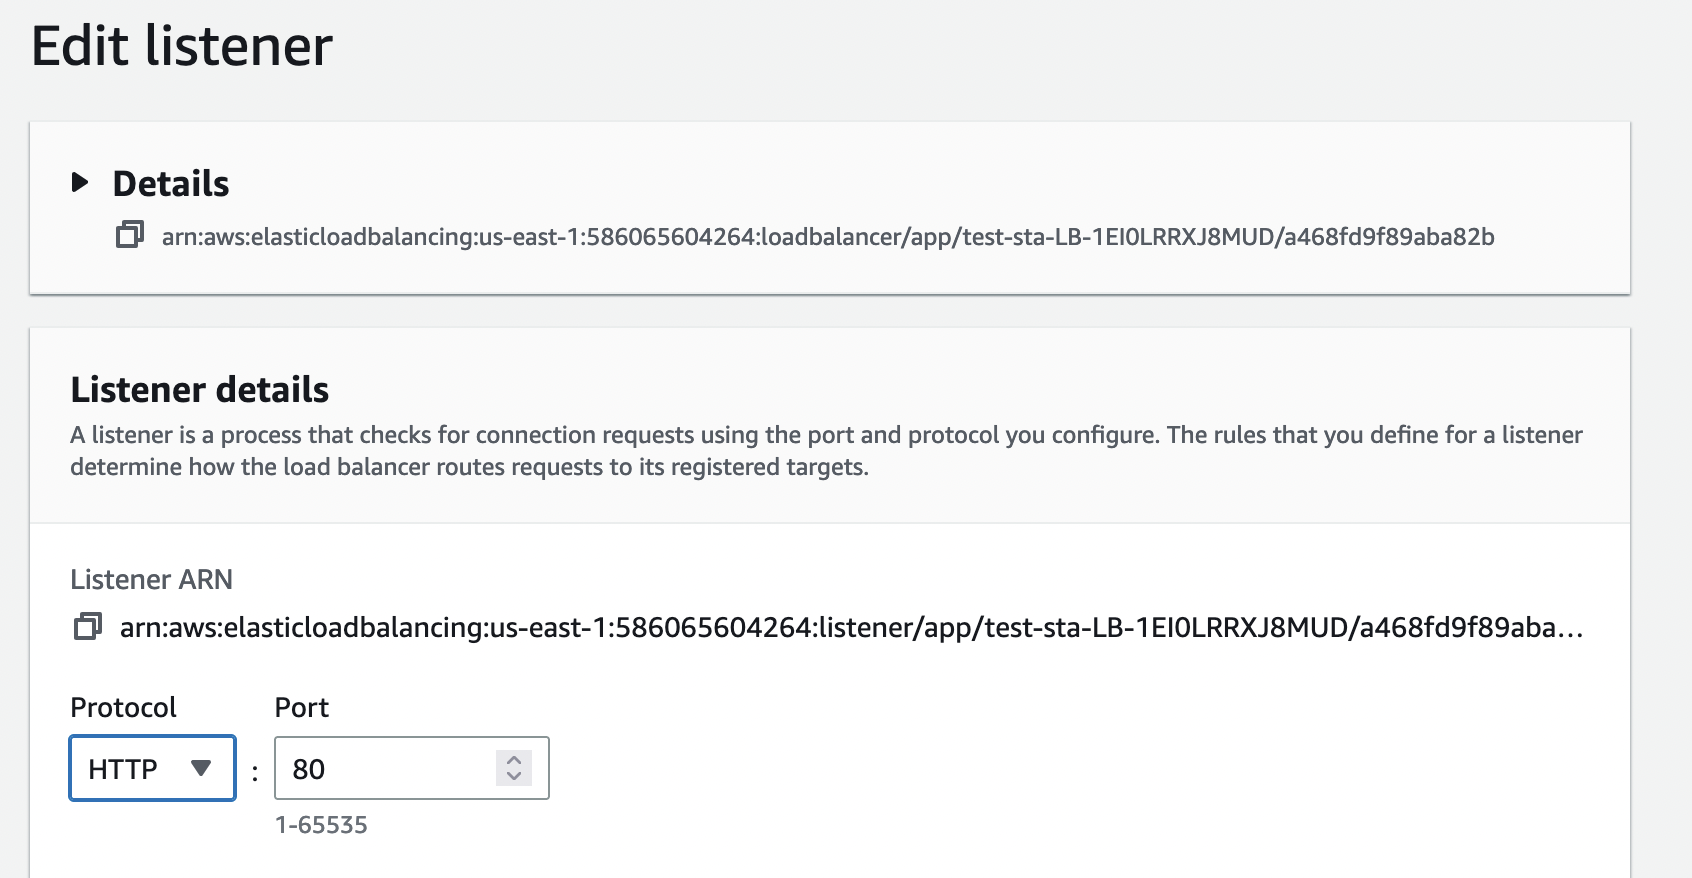 Edit listener
Details
arn:aws:elasticloadbalancing:us-east-1:586065604264:loadbalancer/app/test-sta-LB-1EI0LRRXJ8MUD/a468fd9f89aba82b
Listener details
A listener is a process that checks for connection requests using the port and protocol you configure. The rules that you define for a listener
determine how the load balancer routes requests to its registered targets.
Listener ARN
arn:aws:elasticloadbalancing:us-east-1:586065604264:listener/app/test-sta-LB-1EI0LRRXJ8MUD/a468fd9f89aba…
Protocol Port
HTTP : 80
1-65535